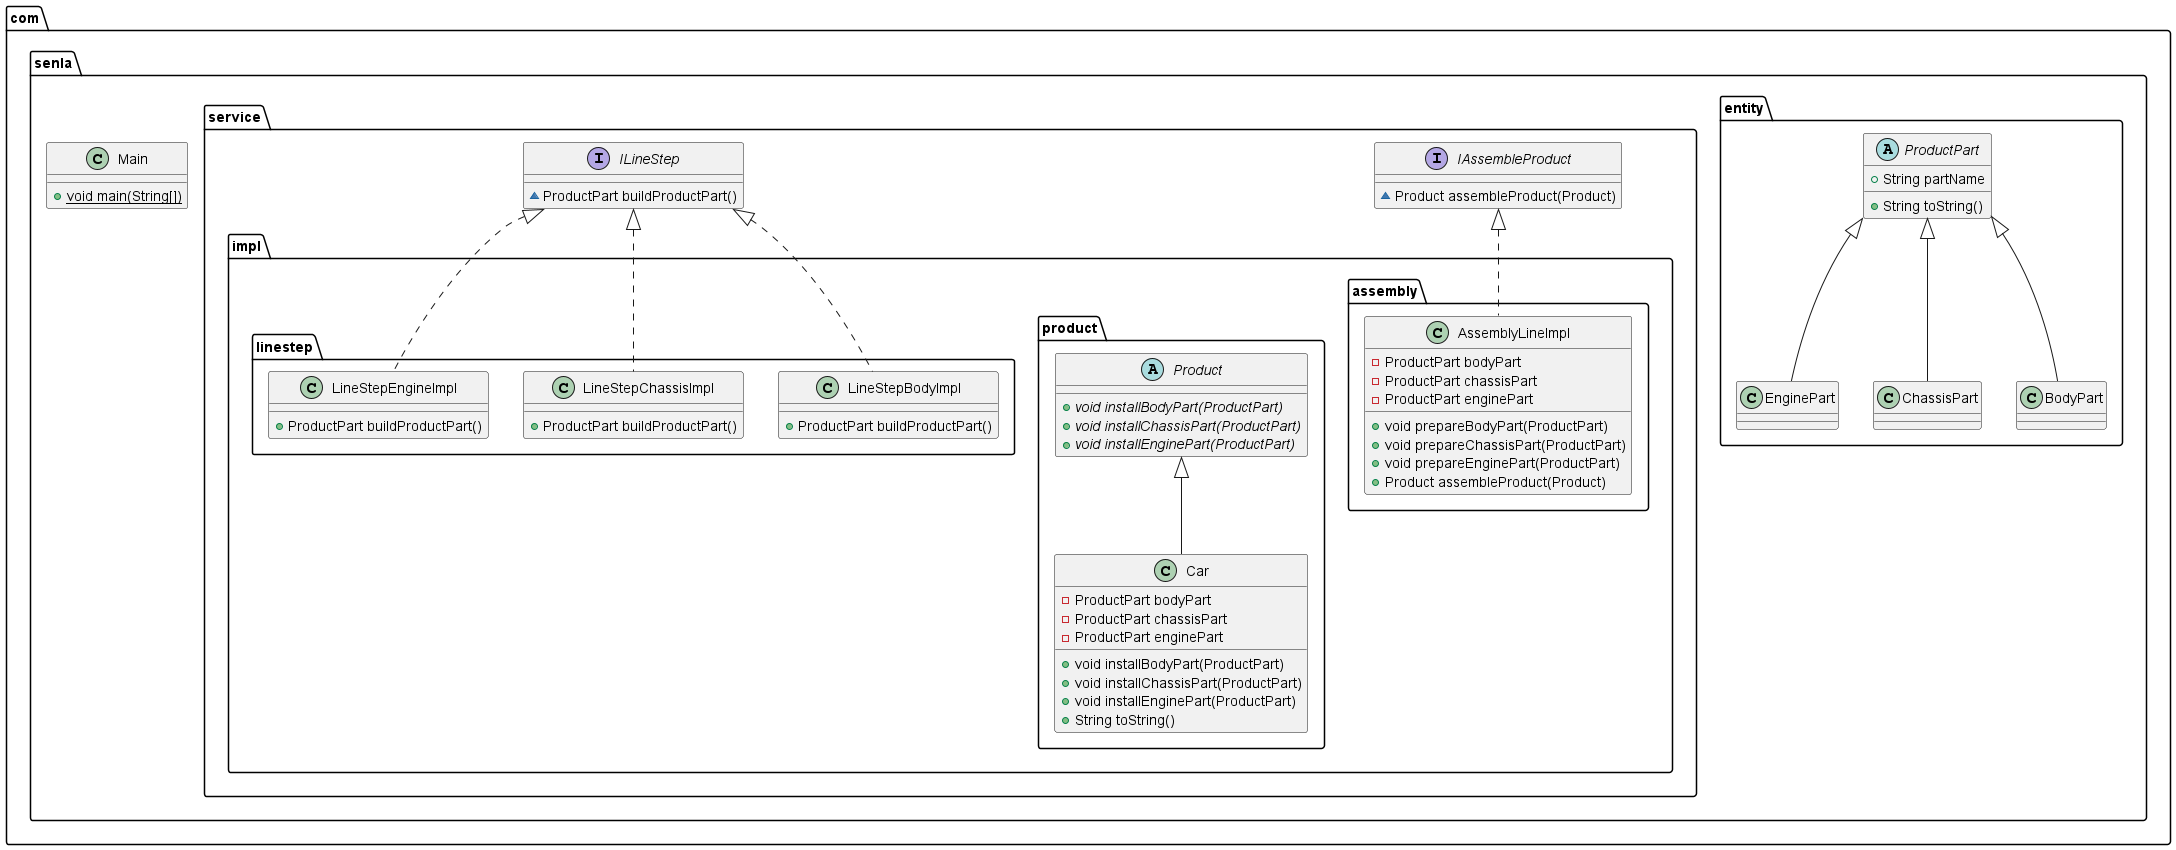 com
senla
C Main
void main(String[])
service
I ILineStep
ProductPart buildProductPart()
I IAssembleProduct
Product assembleProduct(Product)
impl
linestep
C LineStepEngineImpl
ProductPart buildProductPart()
C LineStepChassisImpl
ProductPart buildProductPart()
C LineStepBodyImpl
ProductPart buildProductPart()
product
A Product
void installBodyPart(ProductPart)
void installChassisPart(ProductPart)
void installEnginePart(ProductPart)
C Car
ProductPart bodyPart
ProductPart chassisPart
ProductPart enginePart
void installBodyPart(ProductPart)
void installChassisPart(ProductPart)
void installEnginePart(ProductPart)
String toString()
assembly
C AssemblyLineImpl
ProductPart bodyPart
ProductPart chassisPart
ProductPart enginePart
void prepareBodyPart(ProductPart)
void prepareChassisPart(ProductPart)
void prepareEnginePart(ProductPart)
Product assembleProduct(Product)
entity
A ProductPart
String partName
String toString()
C EnginePart
C ChassisPart
C BodyPart